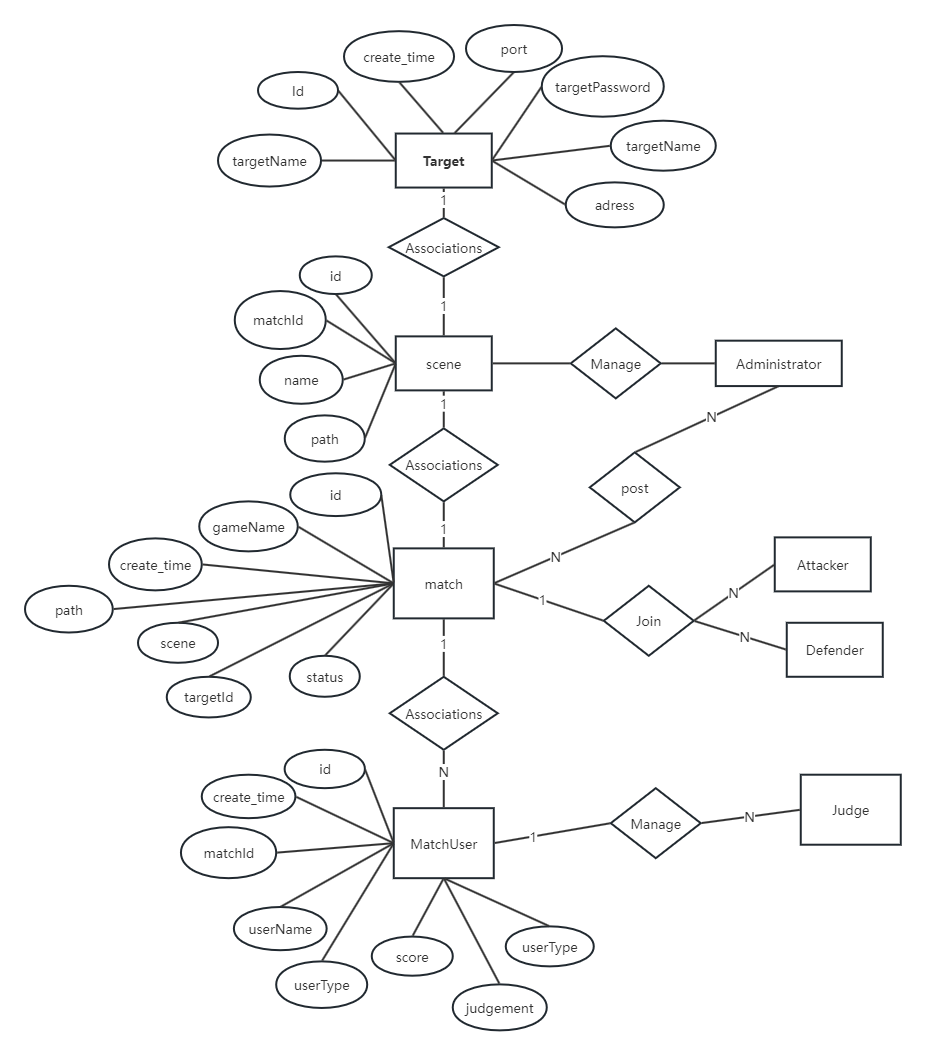 create_time
port
targetPassword
Id
targetName
Target
targetName
adress
1
Associations
id
1
matchId
scene
Manage
Administrator
name
1
N
path
Associations
post
id
gameName
1
N
create_time
match
Attacker
path
1
N
scene
Join
N
Defender
status
1
targetId
Associations
id
N
create_time
Judge
matchId
MatchUser
1
Manage
N
userName
score
userType
userType
judgement